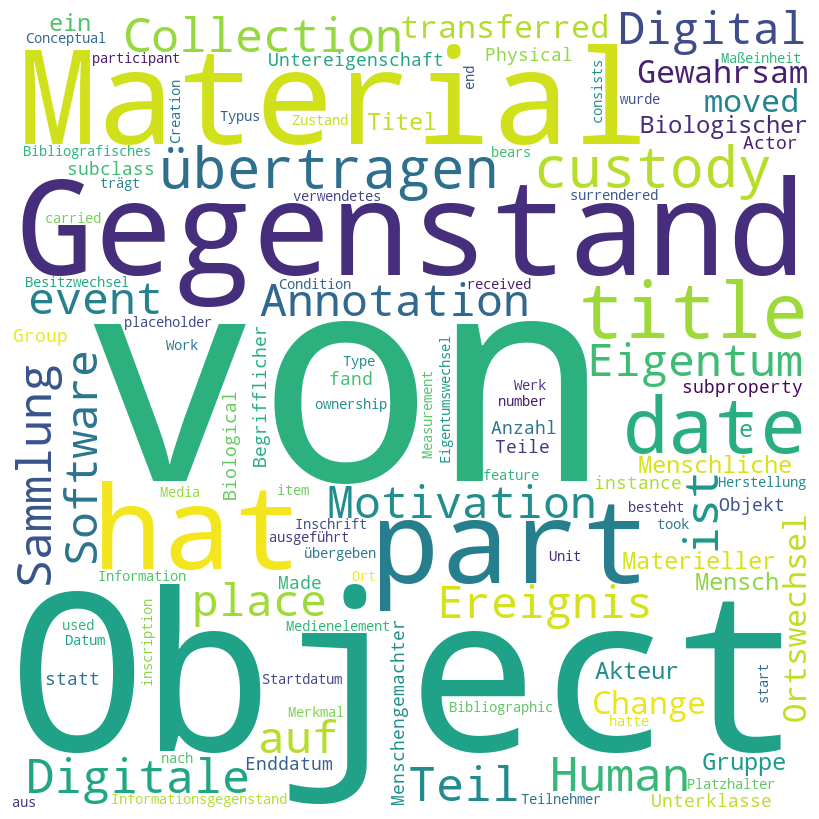 ein
Collection
transferred
Digital
Conceptual
participant
Untereigenschaft
Physical
Maßeinheit
Material
Gewahrsam
end
consists
wurde
moved
Creation
Typus
Zustand
Titel
Biologischer
Actor
Bibliografisches
subclass
übertragen
bears
custody
trägt
verwendetes
surrendered
carried
Gegenstand
Besitzwechsel
Condition
received
event
Annotation
title
placeholder
Group
Work
Eigentum
von
Type
fand
ownership
Werk
number
subproperty
Sammlung
Software
Biological
Begrifflicher
Measurement
Eigentumswechsel
Anzahl
Teile
date
e
Menschliche
feature
instance
Herstellung
Media
item
Motivation
besteht
ist
Objekt
hat
Inschrift
ausgeführt
part
took
übergeben
Unit
Materieller
Information
Ort
Made
Mensch
Ortswechsel
place
Ereignis
used
Datum
inscription
Medienelement
Menschengemachter
Object
statt
Startdatum
Akteur
start
Merkmal
Bibliographic
Change
hatte
auf
nach
Enddatum
Gruppe
Digitale
Teil
Human
Platzhalter
aus
Informationsgegenstand
Teilnehmer
Unterklasse